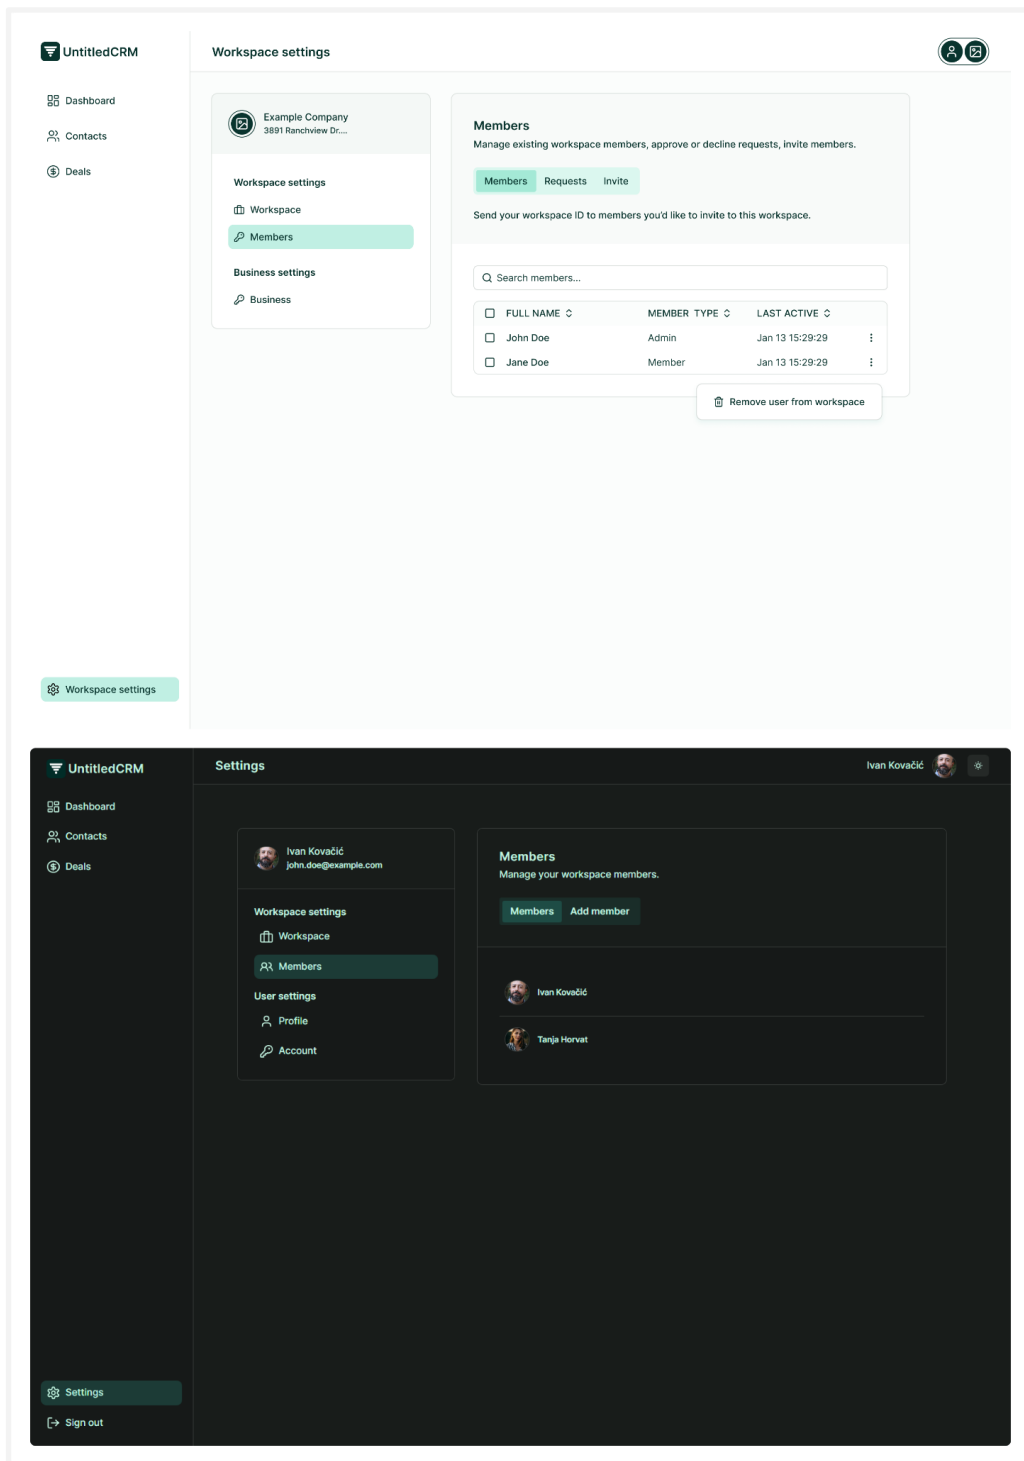 UntitledCRM
Workspace settings
Dashboard
Contacts
Deals
Example Company
3891 Ranchview Dr....
Workspace settings
Workspace
Members
Business settings
Business
Members
Manage existing workspace members, approve or decline requests, invite members.
Members Requests Invite
Send your workspace ID to members you'd like to invite to this workspace.
Search members...
FULL NAME MEMBER TYPE LAST ACTIVE
John Doe Admin Jan 13 15:29:29
Jane Doe Member Jan 13 15:29:29
Remove user from workspace
Workspace settings
UntitledCRM
Settings
Ivan Kovačić
Dashboard
Contacts
Deals
Ivan Kovačić
john.doe@example.com
Workspace settings
Workspace
Members
User settings
Profile
Account
Members
Manage your workspace members.
Members Add member
Ivan Kovačić
Tanja Horvat
Settings
Sign out